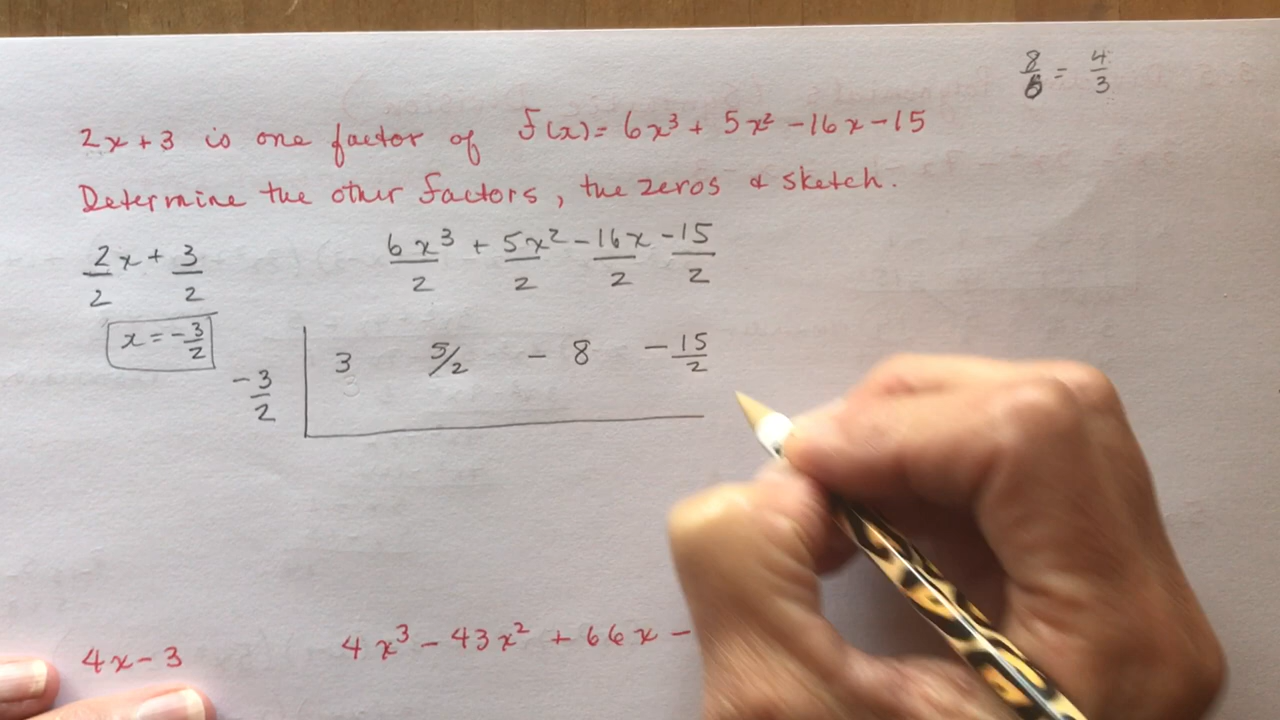 8/6 = 4/3
2x + 3 is one factor of f(x) = 6x³ + 5x² - 16x - 15
Determine the other factors, the zeros & sketch.
2/2 x + 3/2    6x³/2 + 5x²/2 - 16x/2 - 15/2
x = -3/2
-3/2 | 3  5/2  - 8  - 15/2
4x - 3    4x³ - 43x² + 66x -